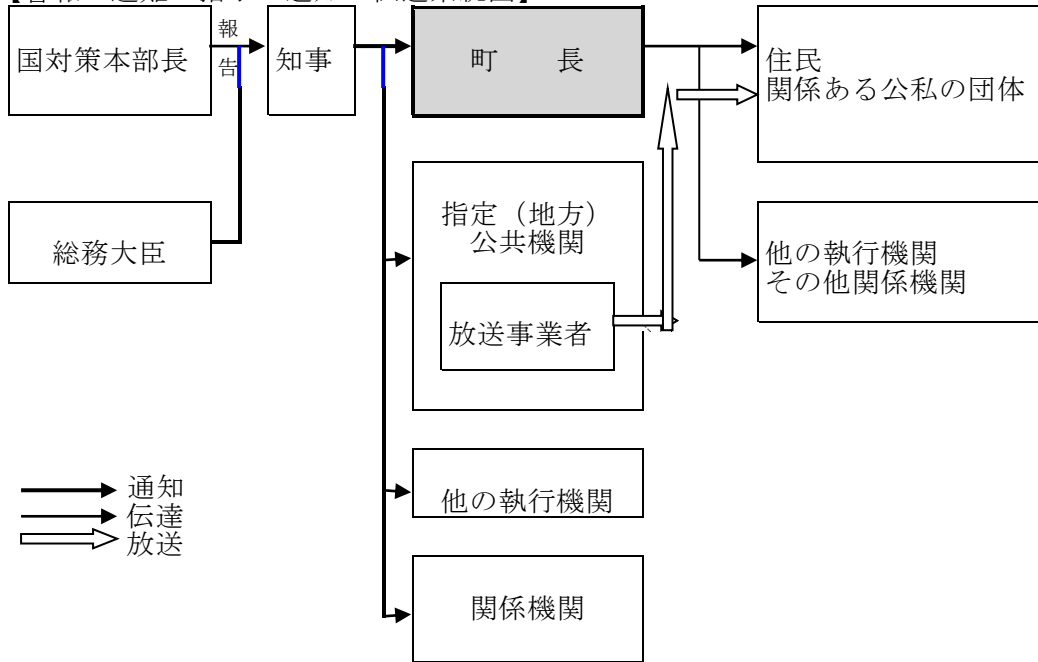 国対策本部長
報
告
知事
町 長
住民
関係ある公私の団体
総務大臣
指定（地方）
公共機関
放送事業者
他の執行機関
その他関係機関
他の執行機関
関係機関
通知
伝達
放送